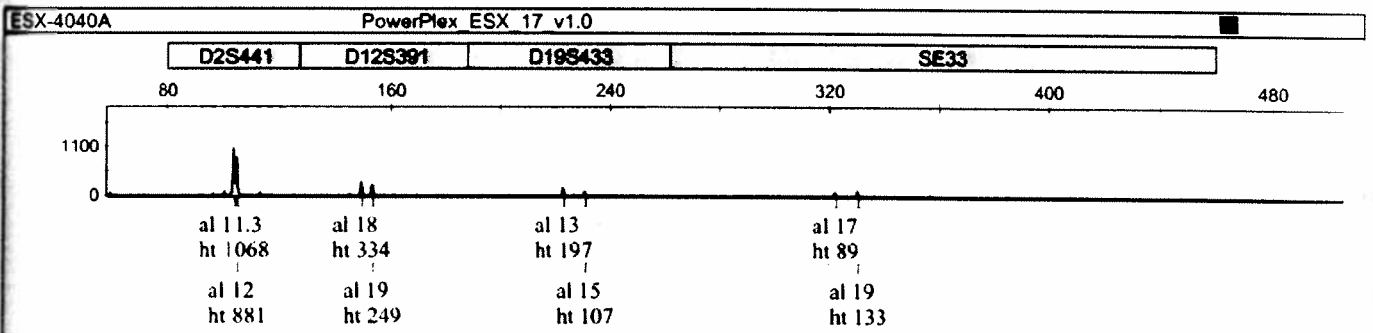 ESX-4040A PowerPlex_ESX_17_v1.0
D2S441 D12S391 D19S433 SE33
80 160 240 320 400 480
1100
0
al 11.3 al 18 al 13 al 17
ht 1068 ht 334 ht 197 ht 89
al 12 al 19 al 15 al 19
ht 881 ht 249 ht 107 ht 133